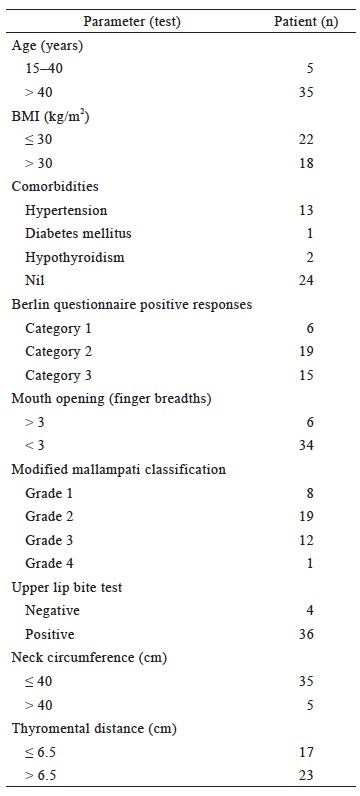 Parameter (test) Patient (n)
Age (years)
15–40 5
> 40 35
BMI (kg/m²)
≤ 30 22
> 30 18
Comorbidities
Hypertension 13
Diabetes mellitus 1
Hypothyroidism 2
Nil 24
Berlin questionnaire positive responses
Category 1 6
Category 2 19
Category 3 15
Mouth opening (finger breadths)
> 3 6
< 3 34
Modified mallampati classification
Grade 1 8
Grade 2 19
Grade 3 12
Grade 4 1
Upper lip bite test
Negative 4
Positive 36
Neck circumference (cm)
≤ 40 35
> 40 5
Thyromental distance (cm)
≤ 6.5 17
> 6.5 23